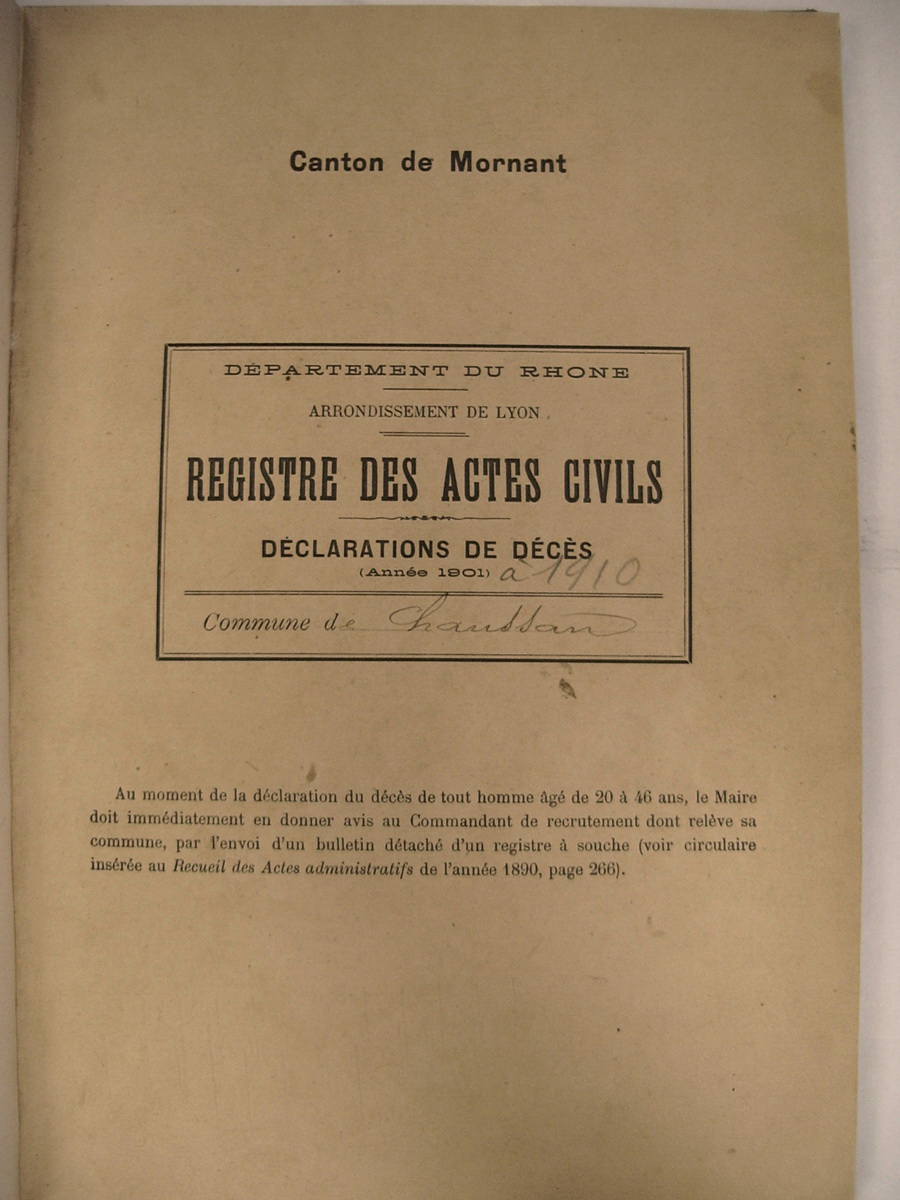 Canton de Mornant
DÉPARTEMENT DU RHONE
ARRONDISSEMENT DE LYON
REGISTRE DES ACTES CIVILS
DÉCLARATIONS DE DÉCÈS
(Année 1901) à 1910
Commune de Chaussan
Au moment de la déclaration du décès de tout homme âgé de 20 à 46 ans, le Maire
doit immédiatement en donner avis au Commandant de recrutement dont relève sa
commune, par l'envoi d'un bulletin détaché d'un registre à souche (voir circulaire
insérée au Recueil des Actes administratifs de l'année 1890, page 266).